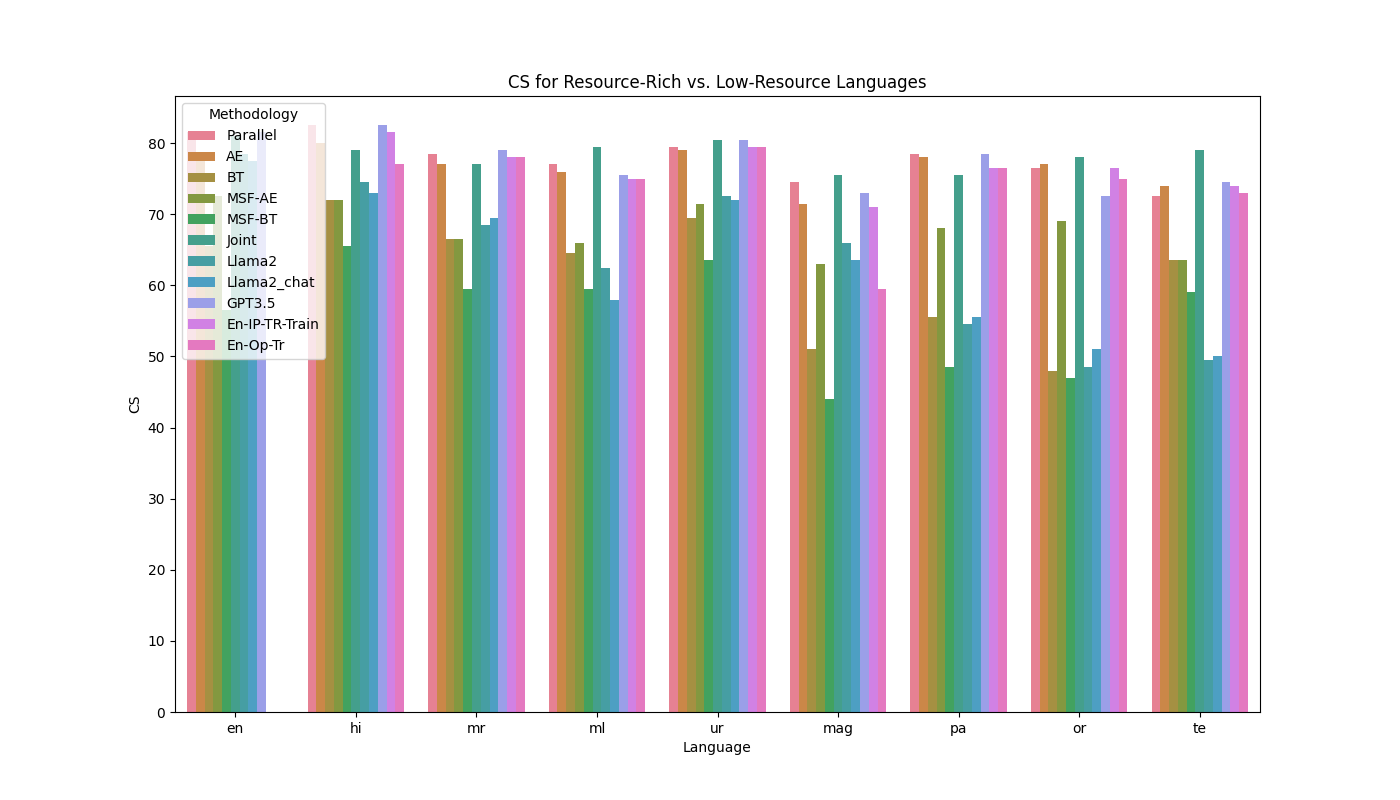 CS for Resource-Rich vs. Low-Resource Languages
Methodology
Parallel
AE
BT
MSF-AE
MSF-BT
Joint
Llama2
Llama2_chat
GPT3.5
En-IP-TR-Train
En-Op-Tr
CS
80
70
60
50
40
30
20
10
0
en hi mr ml ur mag pa or te
Language